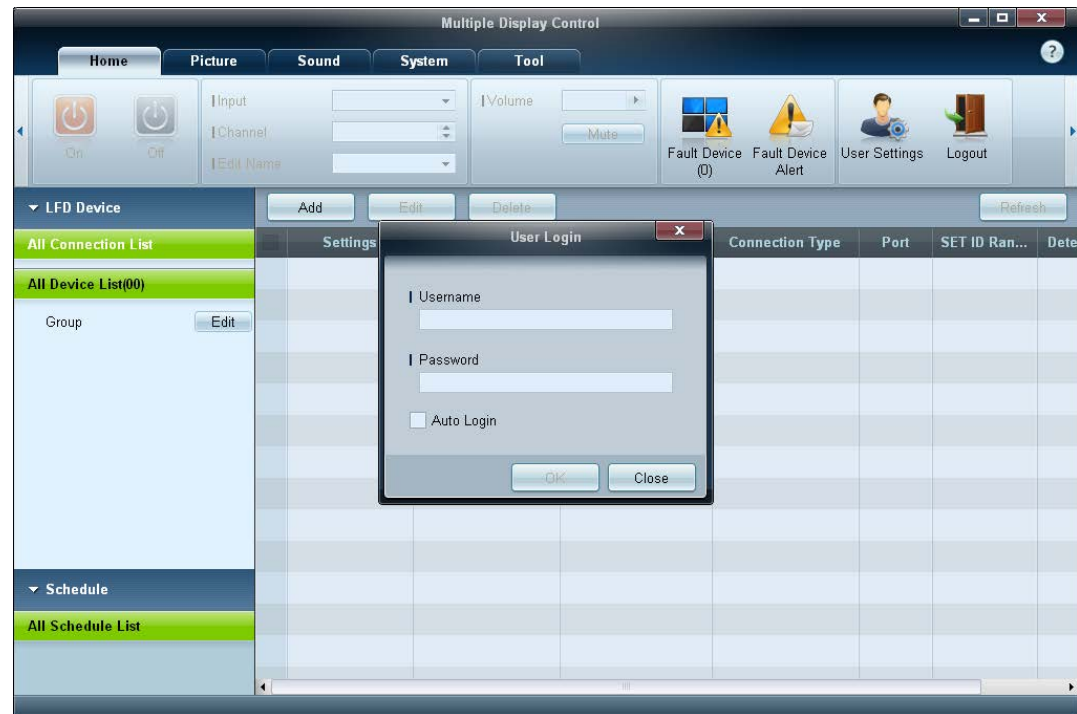 Multiple Display Control
Home Picture Sound System Tool
Input
Channel
Edit Name
On Off
Volume
Mute
Fault Device (0)
Fault Device Alert
User Settings
Logout
LFD Device
Add Edit Delete Refresh
All Connection List
Settings Connection Type Port SET ID Ran... Dete
All Device List(00)
Group Edit
User Login
Username
Password
Auto Login
OK Close
Schedule
All Schedule List